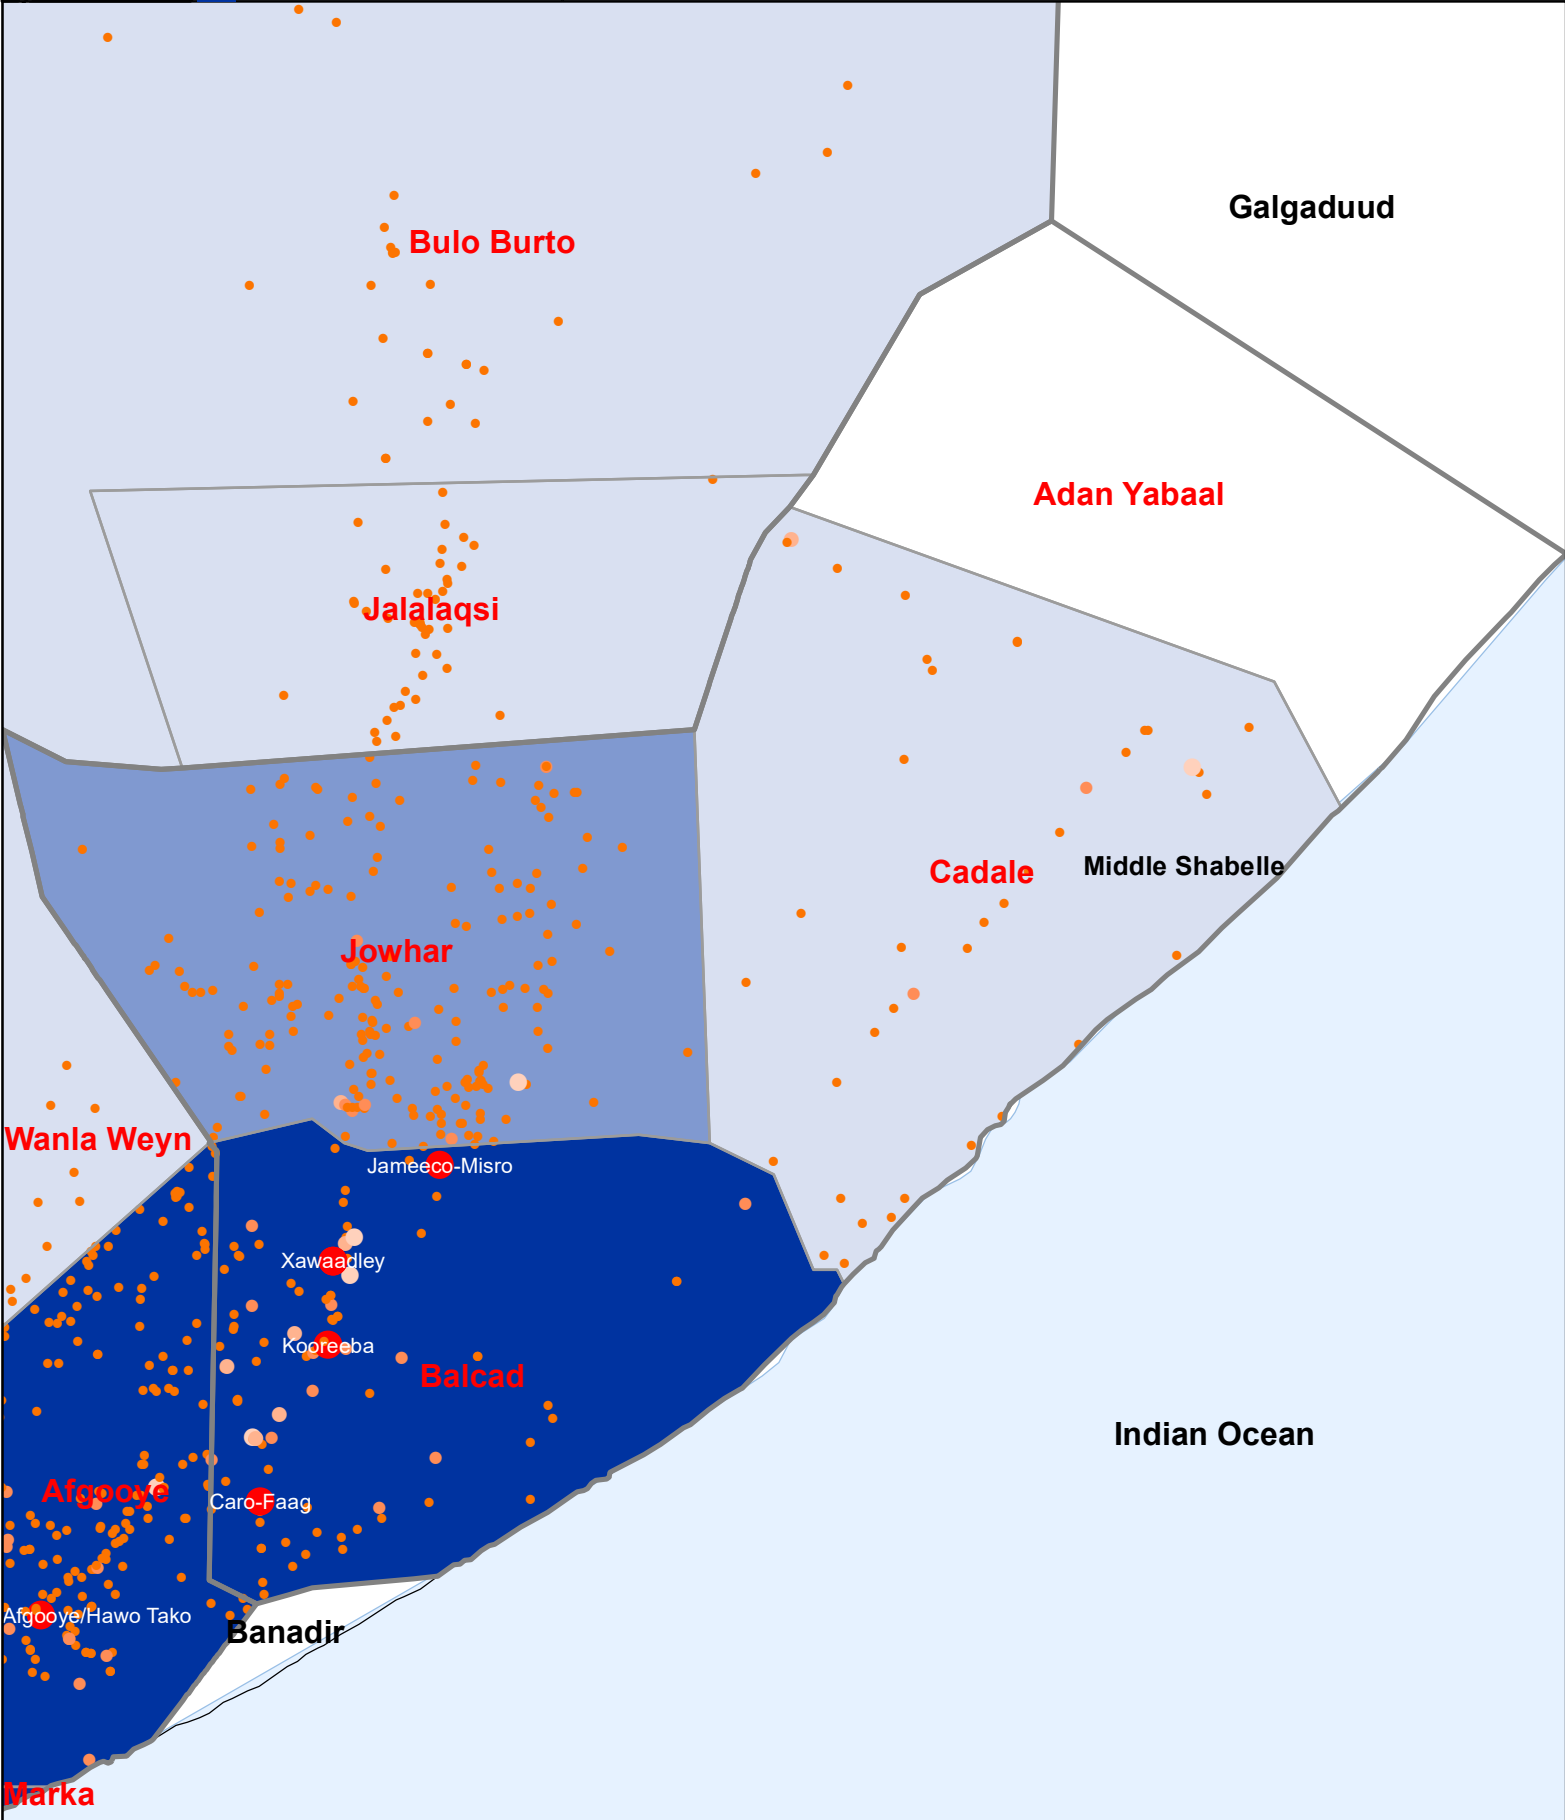 Galgaduud
Bulo Burto
Adan Yabaal
Jalalaqsi
Middle Shabelle
Cadale
Jowhar
Wanla Weyn
Jameeco-Misro
Xawaadley
Kooreeba
Balcad
Indian Ocean
Afgooye
Caro-Faag
Afgooye/Hawo Tako
Banadir
Marka